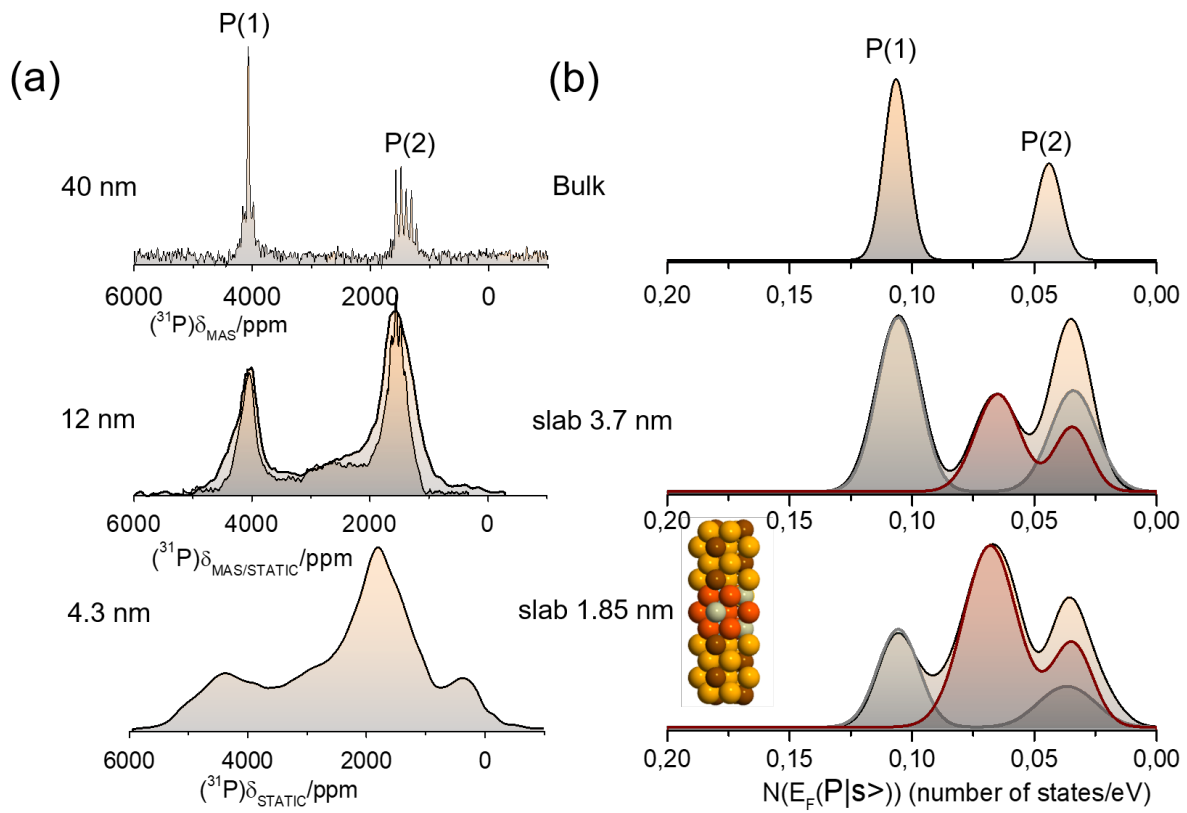 (a)
P(1)
P(2)
40 nm
6000 4000 2000 0
(³¹P)δMAS/ppm
12 nm
6000 4000 2000 0
(³¹P)δMAS/STATIC/ppm
4.3 nm
6000 4000 2000 0
(³¹P)δSTATIC/ppm
(b)
P(1)
P(2)
Bulk
0,20 0,15 0,10 0,05 0,00
slab 3.7 nm
0,20 0,15 0,10 0,05 0,00
slab 1.85 nm
0,20 0,15 0,10 0,05 0,00
N(EF(P|s>)) (number of states/eV)